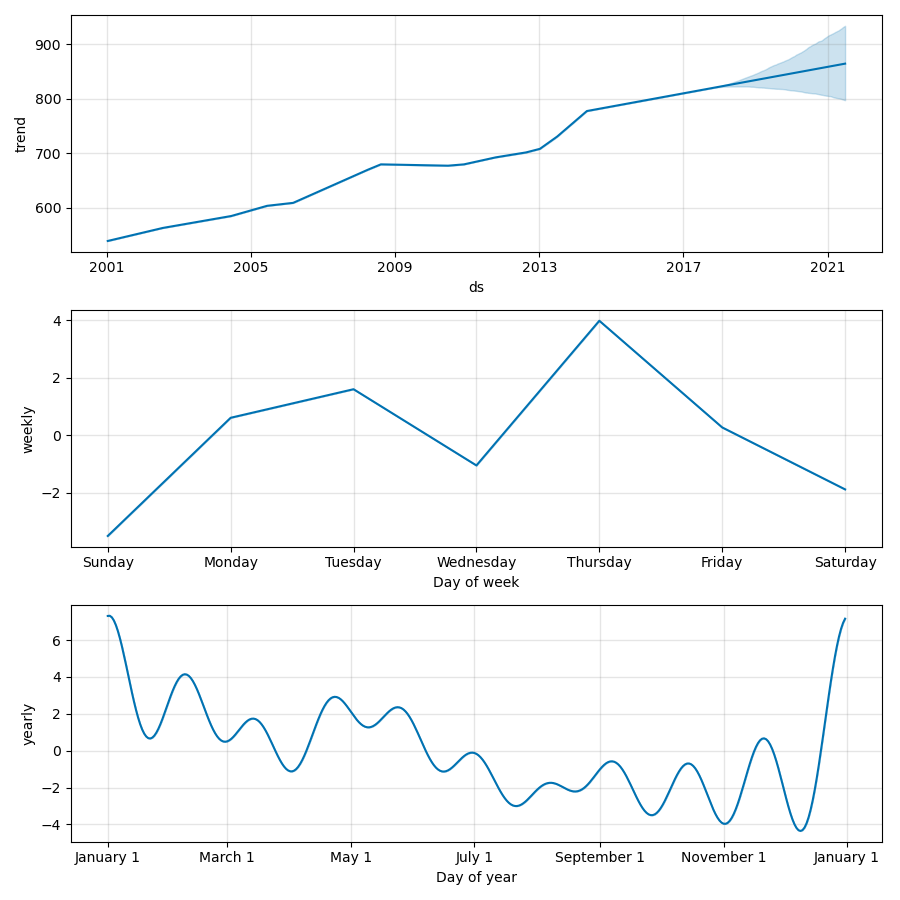 900
800
700
600
trend
2001 2005 2009 2013 2017 2021
ds
4
2
0
−2
weekly
Sunday Monday Tuesday Wednesday Thursday Friday Saturday
Day of week
6
4
2
0
−2
−4
yearly
January 1 March 1 May 1 July 1 September 1 November 1 January 1
Day of year